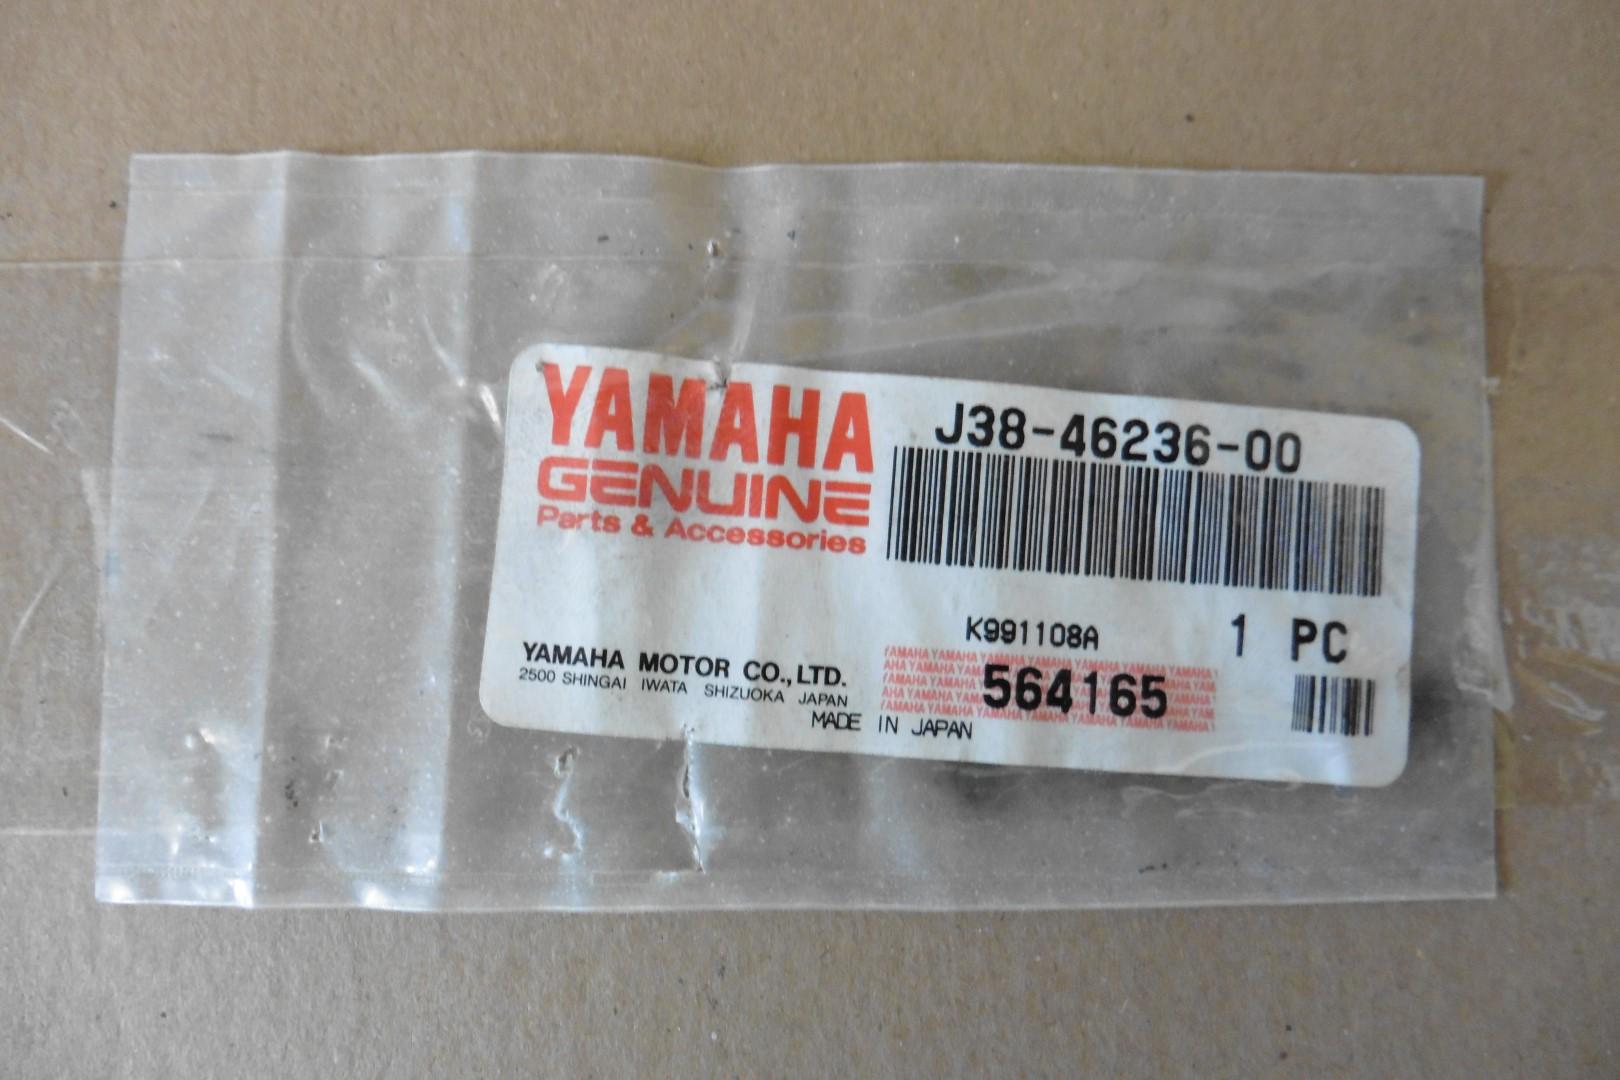 YAMAHA
GENUINE
Parts & Accessories
J38-46236-00
K991108A
1 PC
YAMAHA MOTOR CO., LTD.
2500 SHINGAI IWATA SHIZUOKA JAPAN
564165
MADE IN JAPAN